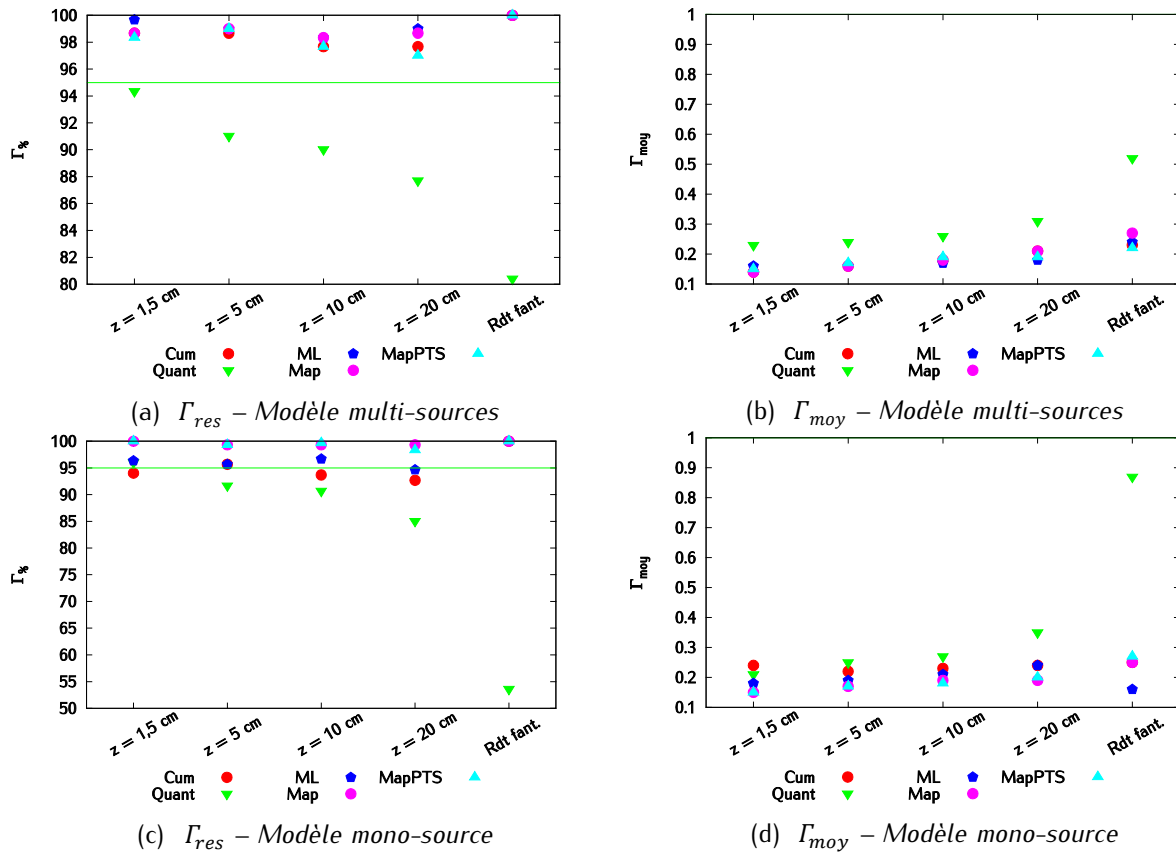 100
98
96
94
92
90
88
86
84
82
80
Γ%
z = 1,5 cm
z = 5 cm
z = 10 cm
z = 20 cm
Rdt fant.
Cum ML MapPTS
Quant Map
(a) Γres – Modèle multi-sources
1
0.9
0.8
0.7
0.6
0.5
0.4
0.3
0.2
0.1
Γmoy
z = 1,5 cm
z = 5 cm
z = 10 cm
z = 20 cm
Rdt fant.
Cum ML MapPTS
Quant Map
(b) Γmoy – Modèle multi-sources
100
95
90
85
80
75
70
65
60
55
50
Γ%
z = 1,5 cm
z = 5 cm
z = 10 cm
z = 20 cm
Rdt fant.
Cum ML MapPTS
Quant Map
(c) Γres – Modèle mono-source
1
0.9
0.8
0.7
0.6
0.5
0.4
0.3
0.2
0.1
Γmoy
z = 1,5 cm
z = 5 cm
z = 10 cm
z = 20 cm
Rdt fant.
Cum ML MapPTS
Quant Map
(d) Γmoy – Modèle mono-source